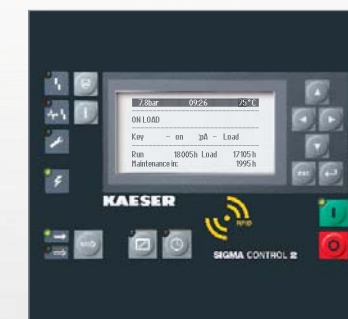 7.8bar 09:26 75°C
ON LOAD
Key - on pA - Load
Run 18005h Load 17105h
Maintenance in: 1995h
esc
KAESER
RFID
SIGMA CONTROL 2
I
O